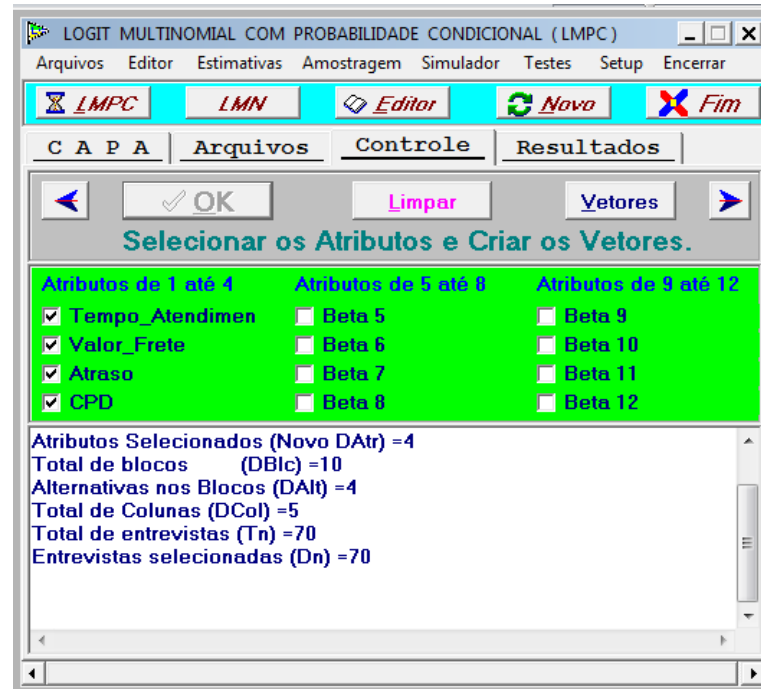 LOGIT MULTINOMIAL COM PROBABILIDADE CONDICIONAL ( LMPC )
Arquivos Editor Estimativas Amostragem Simulador Testes Setup Encerrar
LMPC LMN Editor Novo Fim
C A P A Arquivos Controle Resultados
OK Limpar Vetores
Selecionar os Atributos e Criar os Vetores.
Atributos de 1 até 4 Atributos de 5 até 8 Atributos de 9 até 12
Tempo_Atendimen Beta 5 Beta 9
Valor_Frete Beta 6 Beta 10
Atraso Beta 7 Beta 11
CPD Beta 8 Beta 12
Atributos Selecionados (Novo DAtr) =4
Total de blocos (DBlc) =10
Alternativas nos Blocos (DAlt) =4
Total de Colunas (DCol) =5
Total de entrevistas (Tn) =70
Entrevistas selecionadas (Dn) =70